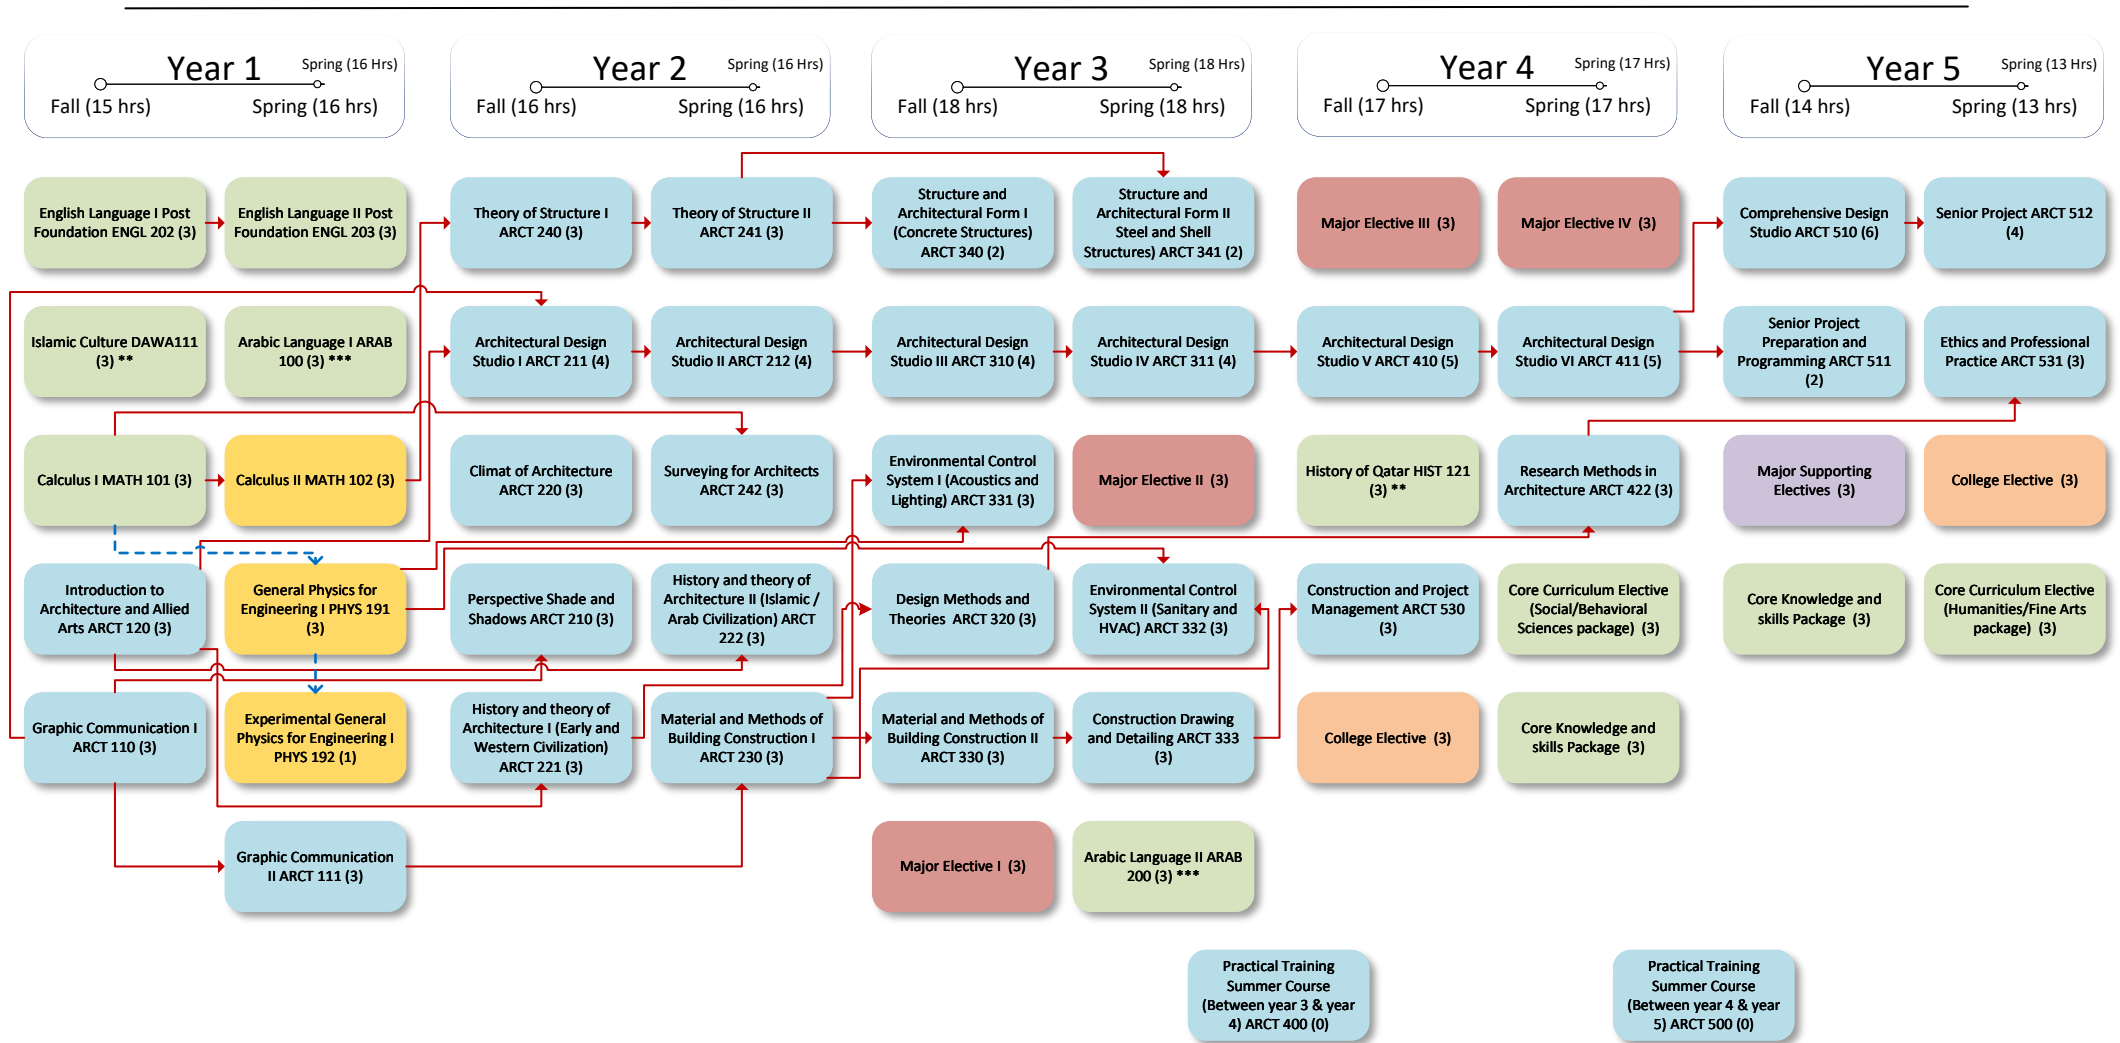 Year 1
Spring (16 Hrs)
Fall (15 hrs)
Spring (16 hrs)
Year 2
Spring (16 Hrs)
Fall (16 hrs)
Spring (16 hrs)
Year 3
Spring (18 Hrs)
Fall (18 hrs)
Spring (18 hrs)
Year 4
Spring (17 Hrs)
Fall (17 hrs)
Spring (17 hrs)
Year 5
Spring (13 Hrs)
Fall (14 hrs)
Spring (13 hrs)
English Language I Post
Foundation ENGL 202 (3)
English Language II Post
Foundation ENGL 203 (3)
Theory of Structure I
ARCT 240 (3)
Theory of Structure II
ARCT 241 (3)
Structure and
Architectural Form I
(Concrete Structures)
ARCT 340 (2)
Structure and
Architectural Form II
Steel and Shell
Structures) ARCT 341 (2)
Major Elective III (3)
Major Elective IV (3)
Comprehensive Design
Studio ARCT 510 (6)
Senior Project ARCT 512
(4)
Islamic Culture DAWA111
(3) **
Arabic Language I ARAB
100 (3) ***
Architectural Design
Studio I ARCT 211 (4)
Architectural Design
Studio II ARCT 212 (4)
Architectural Design
Studio III ARCT 310 (4)
Architectural Design
Studio IV ARCT 311 (4)
Architectural Design
Studio V ARCT 410 (5)
Architectural Design
Studio VI ARCT 411 (5)
Senior Project
Preparation and
Programming ARCT 511
(2)
Ethics and Professional
Practice ARCT 531 (3)
Calculus I MATH 101 (3)
Calculus II MATH 102 (3)
Climat of Architecture
ARCT 220 (3)
Surveying for Architects
ARCT 242 (3)
Environmental Control
System I (Acoustics and
Lighting) ARCT 331 (3)
Major Elective II (3)
History of Qatar HIST 121
(3) **
Research Methods in
Architecture ARCT 422 (3)
Major Supporting
Electives (3)
College Elective (3)
Introduction to
Architecture and Allied
Arts ARCT 120 (3)
General Physics for
Engineering I PHYS 191
(3)
Perspective Shade and
Shadows ARCT 210 (3)
History and theory of
Architecture II (Islamic /
Arab Civilization) ARCT
222 (3)
Design Methods and
Theories ARCT 320 (3)
Environmental Control
System II (Sanitary and
HVAC) ARCT 332 (3)
Construction and Project
Management ARCT 530
(3)
Core Curriculum Elective
(Social/Behavioral
Sciences package) (3)
Core Knowledge and
skills Package (3)
Core Curriculum Elective
(Humanities/Fine Arts
package) (3)
Graphic Communication I
ARCT 110 (3)
Experimental General
Physics for Engineering I
PHYS 192 (1)
History and theory of
Architecture I (Early and
Western Civilization)
ARCT 221 (3)
Material and Methods of
Building Construction I
ARCT 230 (3)
Material and Methods of
Building Construction II
ARCT 330 (3)
Construction Drawing
and Detailing ARCT 333
(3)
College Elective (3)
Core Knowledge and
skills Package (3)
Graphic Communication
II ARCT 111 (3)
Major Elective I (3)
Arabic Language II ARAB
200 (3) ***
Practical Training
Summer Course
(Between year 3 & year
4) ARCT 400 (0)
Practical Training
Summer Course
(Between year 4 & year
5) ARCT 500 (0)